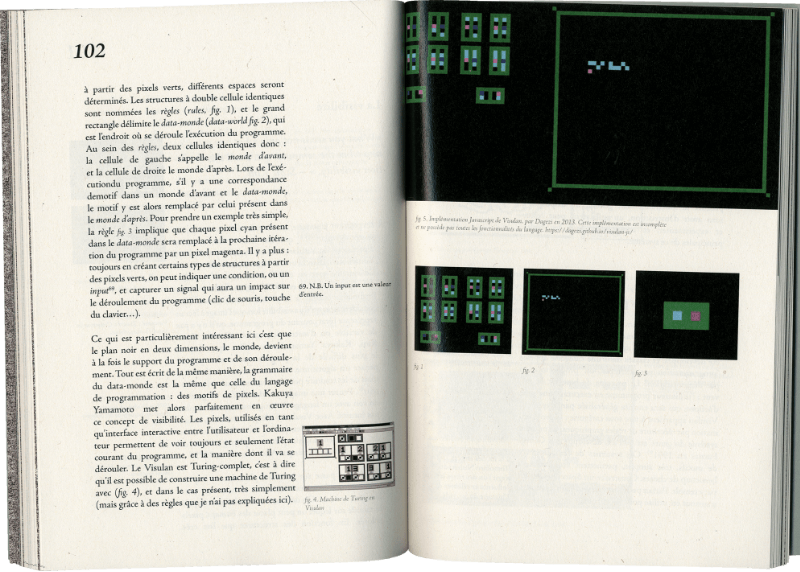 102
à partir des pixels verts, différents espaces seront
déterminés. Les structures à double cellule identiques
sont nommées les règles (rules, fig. 1), et le grand
rectangle délimite le data-monde (data-world fig. 2), qui
est l'endroit où se déroule l'exécution du programme.
Au sein des règles, deux cellules identiques donc :
la cellule de gauche s'appelle le monde d'avant,
et la cellule de droite le monde d'après. Lors de l'exé-
cutiondu programme, s'il y a une correspondance
demotif dans un monde d'avant et le data-monde,
le motif y est alors remplacé par celui présent dans
le monde d'après. Pour prendre un exemple très simple,
la règle fig. 3 implique que chaque pixel cyan présent
dans le data-monde sera remplacé à la prochaine itéra-
tion du programme par un pixel magenta. Il y a plus :
toujours en créant certains types de structures à partir
des pixels verts, on peut indiquer une condition, ou un
input⁶⁹, et capturer un signal qui aura un impact sur
le déroulement du programme (clic de souris, touche
du clavier…).
69. N.B. Un input est une valeur
d'entrée.
Ce qui est particulièrement intéressant ici c'est que
le plan noir en deux dimensions, le monde, devient
à la fois le support du programme et de son déroule-
ment. Tout est écrit de la même manière, la grammaire
du data-monde est la même que celle du langage
de programmation : des motifs de pixels. Kakuya
Yamamoto met alors parfaitement en œuvre
ce concept de visibilité. Les pixels, utilisés en tant
qu'interface interactive entre l'utilisateur et l'ordina-
teur permettent de voir toujours et seulement l'état
courant du programme, et la manière dont il va se
dérouler. Le Visulan est Turing-complet, c'est à dire
qu'il est possible de construire une machine de Turing
avec (fig. 4), et dans le cas présent, très simplement
(mais grâce à des règles que je n'ai pas expliquées ici).
fig. 4. Machine de Turing en
Visulan
fig 5. Implémentation Javascript de Visulan, par Dogezi en 2013. Cette implémentation est incomplète
et ne possède pas toutes les fonctionnalités du langage. https://dogezi.github.io/visulan-js/
fig 1
fig. 2
fig. 3